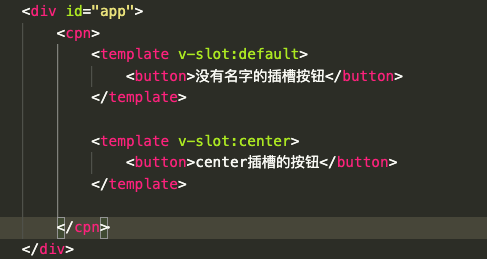 <div id="app">
<cpn>
<template v-slot:default>
<button>没有名字的插槽按钮</button>
</template>
<template v-slot:center>
<button>center插槽的按钮</button>
</template>
</cpn>
</div>